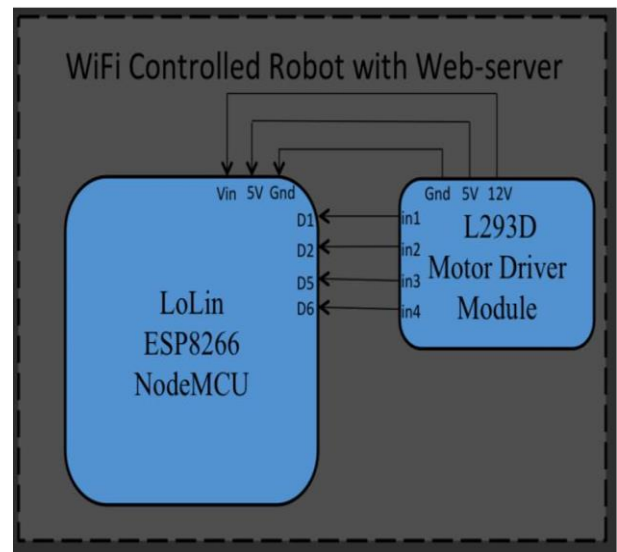 WiFi Controlled Robot with Web-server
Vin 5V Gnd
Gnd 5V 12V
D1
D2
D5
D6
in1
in2
in3
in4
LoLin
ESP8266
NodeMCU
L293D
Motor Driver
Module